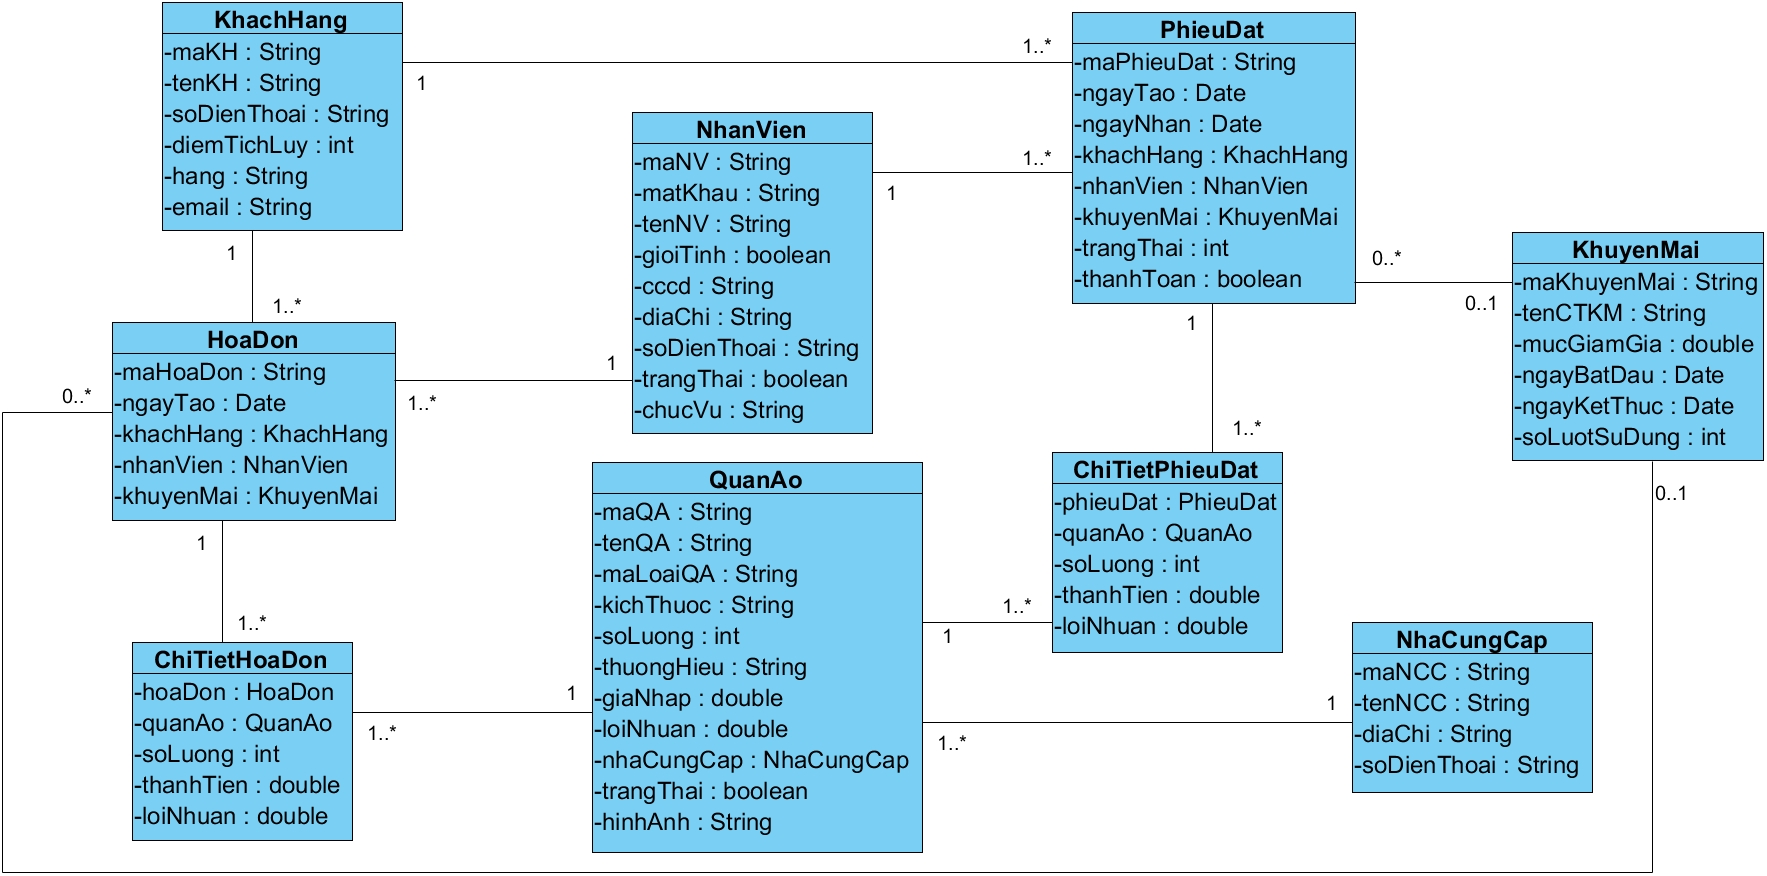 KhachHang
-maKH : String
-tenKH : String
-soDienThoai : String
-diemTichLuy : int
-hang : String
-email : String
1
1..*
PhieuDat
-maPhieuDat : String
-ngayTao : Date
-ngayNhan : Date
-khachHang : KhachHang
-nhanVien : NhanVien
-khuyenMai : KhuyenMai
-trangThai : int
-thanhToan : boolean
NhanVien
-maNV : String
-matKhau : String
-tenNV : String
-gioiTinh : boolean
-cccd : String
-diaChi : String
-soDienThoai : String
-trangThai : boolean
-chucVu : String
1
1..*
KhuyenMai
-maKhuyenMai : String
-tenCTKM : String
-mucGiamGia : double
-ngayBatDau : Date
-ngayKetThuc : Date
-soLuotSuDung : int
0..*
0..1
1
1..*
HoaDon
-maHoaDon : String
-ngayTao : Date
-khachHang : KhachHang
-nhanVien : NhanVien
-khuyenMai : KhuyenMai
1
1..*
0..*
0..1
1
1..*
QuanAo
-maQA : String
-tenQA : String
-maLoaiQA : String
-kichThuoc : String
-soLuong : int
-thuongHieu : String
-giaNhap : double
-loiNhuan : double
-nhaCungCap : NhaCungCap
-trangThai : boolean
-hinhAnh : String
ChiTietPhieuDat
-phieuDat : PhieuDat
-quanAo : QuanAo
-soLuong : int
-thanhTien : double
-loiNhuan : double
1..*
1
1
1..*
ChiTietHoaDon
-hoaDon : HoaDon
-quanAo : QuanAo
-soLuong : int
-thanhTien : double
-loiNhuan : double
1
1..*
NhaCungCap
-maNCC : String
-tenNCC : String
-diaChi : String
-soDienThoai : String
1
1..*